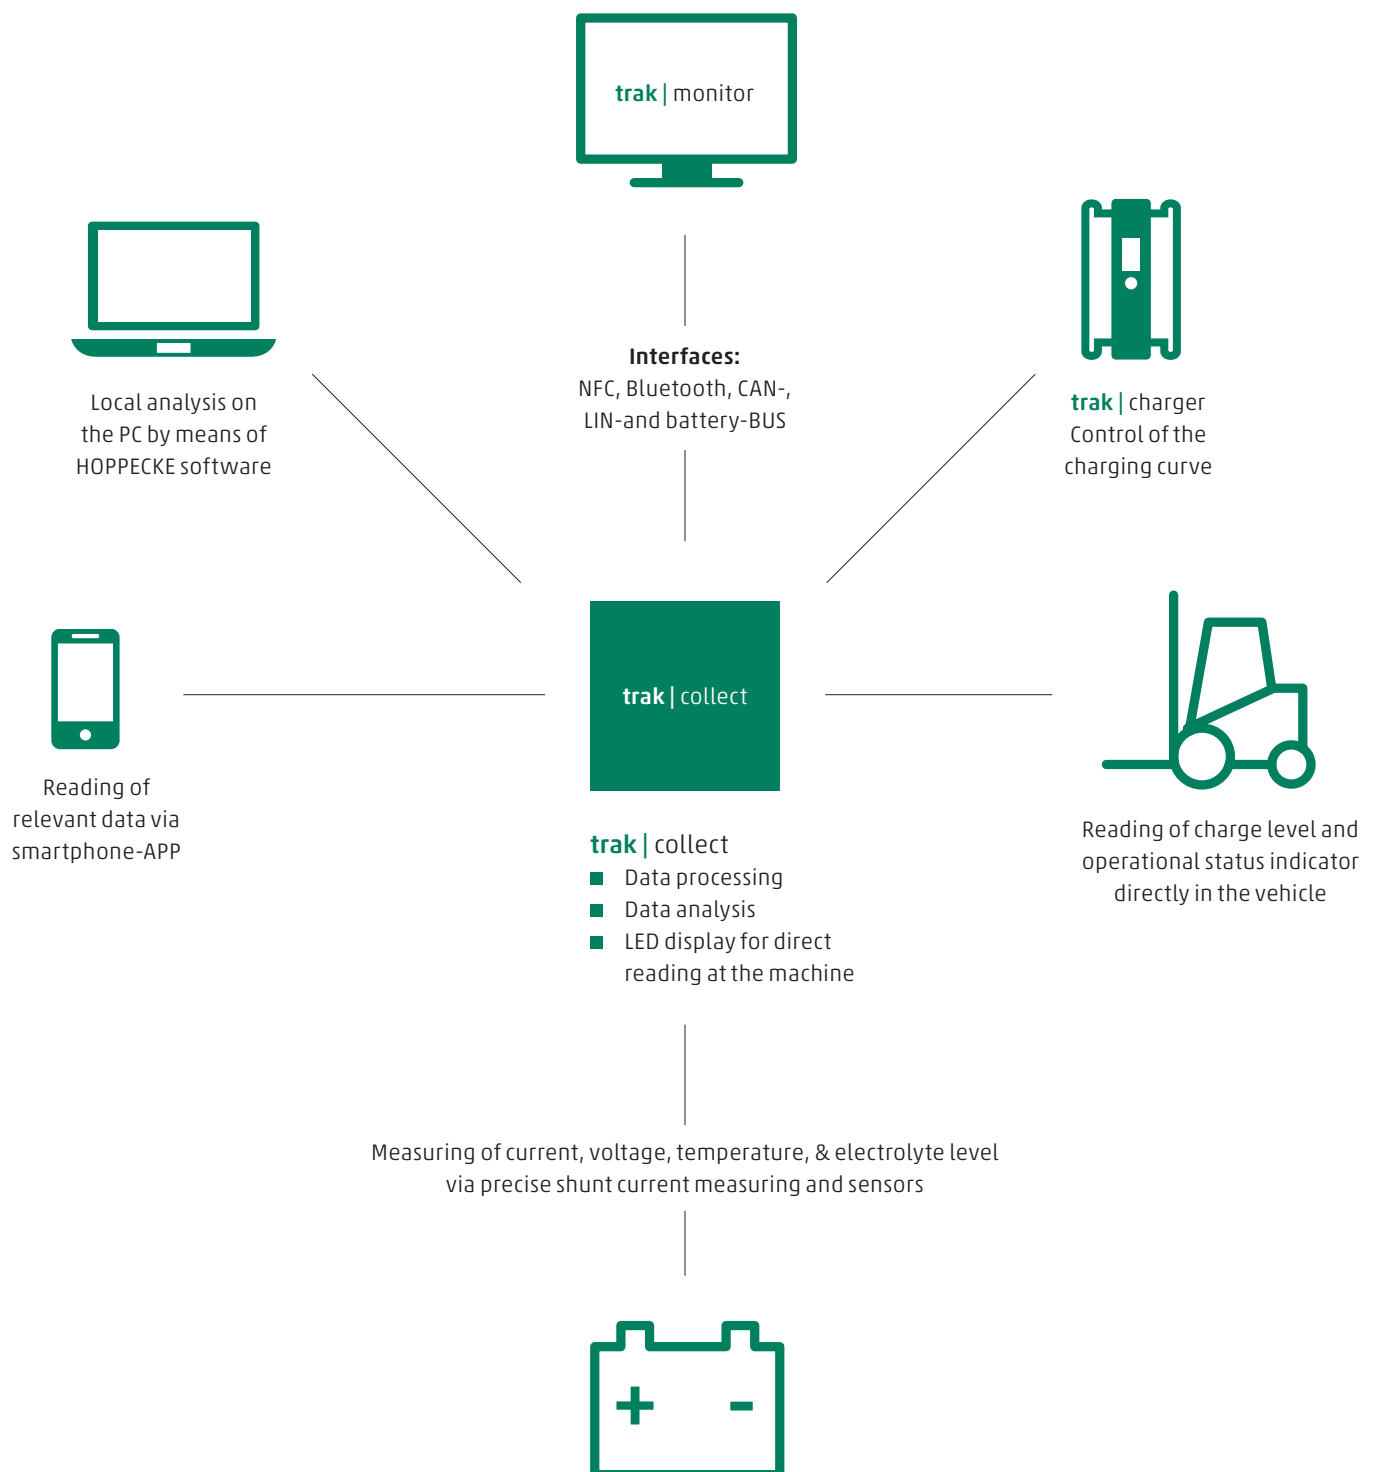 trak | monitor
Interfaces:
NFC, Bluetooth, CAN-,
LIN-and battery-BUS
Local analysis on
the PC by means of
HOPPECKE software
trak | charger
Control of the
charging curve
trak | collect
Reading of
relevant data via
smartphone-APP
Reading of charge level and
operational status indicator
directly in the vehicle
trak | collect
Data processing
Data analysis
LED display for direct
reading at the machine
Measuring of current, voltage, temperature, & electrolyte level
via precise shunt current measuring and sensors
+ -